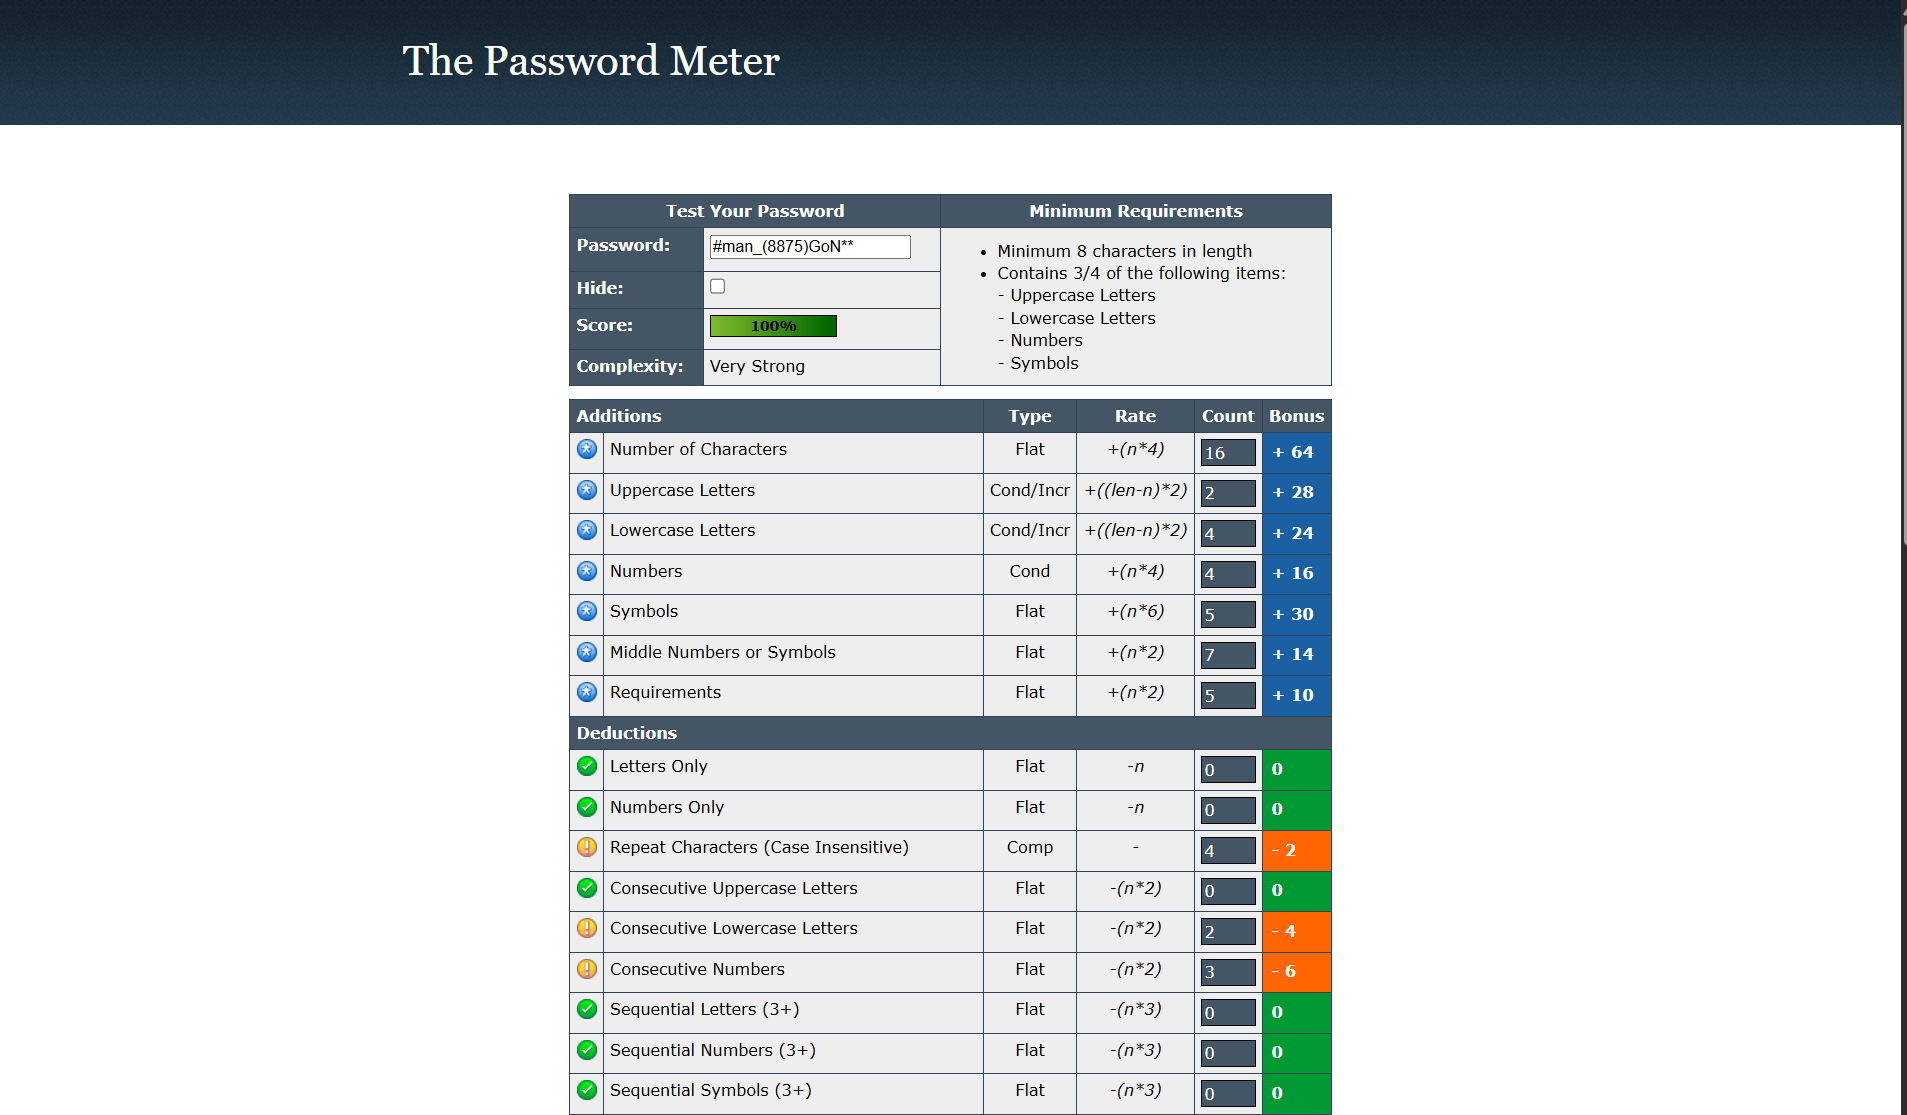 The Password Meter
Test Your Password Minimum Requirements
Password: #man_(8875)GoN**
Hide:
Score: 100%
Complexity: Very Strong
• Minimum 8 characters in length
• Contains 3/4 of the following items:
- Uppercase Letters
- Lowercase Letters
- Numbers
- Symbols
Additions Type Rate Count Bonus
Number of Characters Flat +(n*4) 16 + 64
Uppercase Letters Cond/Incr +((len-n)*2) 2 + 28
Lowercase Letters Cond/Incr +((len-n)*2) 4 + 24
Numbers Cond +(n*4) 4 + 16
Symbols Flat +(n*6) 5 + 30
Middle Numbers or Symbols Flat +(n*2) 7 + 14
Requirements Flat +(n*2) 5 + 10
Deductions
Letters Only Flat -n 0 0
Numbers Only Flat -n 0 0
Repeat Characters (Case Insensitive) Comp - 4 - 2
Consecutive Uppercase Letters Flat -(n*2) 0 0
Consecutive Lowercase Letters Flat -(n*2) 2 - 4
Consecutive Numbers Flat -(n*2) 3 - 6
Sequential Letters (3+) Flat -(n*3) 0 0
Sequential Numbers (3+) Flat -(n*3) 0 0
Sequential Symbols (3+) Flat -(n*3) 0 0